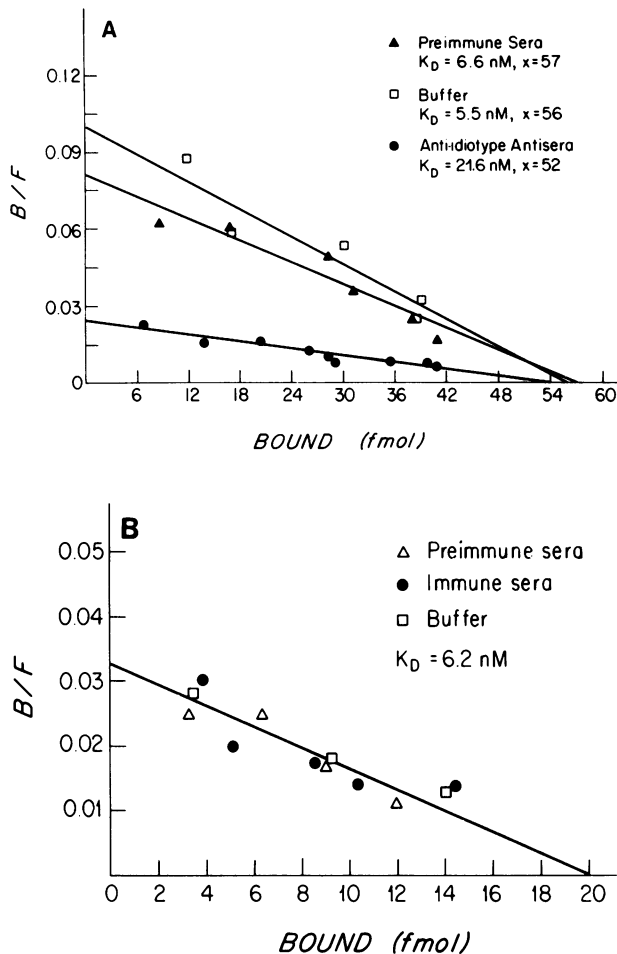 A
▲ Preimmune Sera
K_D = 6.6 nM, x=57
□ Buffer
K_D = 5.5 nM, x=56
● Antiidiotype Antisera
K_D = 21.6 nM, x=52
0.12
0.09
0.06
0.03
0
B/F
6 12 18 24 30 36 42 48 54 60
BOUND (fmol)
B
△ Preimmune sera
● Immune sera
□ Buffer
K_D = 6.2 nM
0.05
0.04
0.03
0.02
0.01
B/F
0 2 4 6 8 10 12 14 16 18 20
BOUND (fmol)